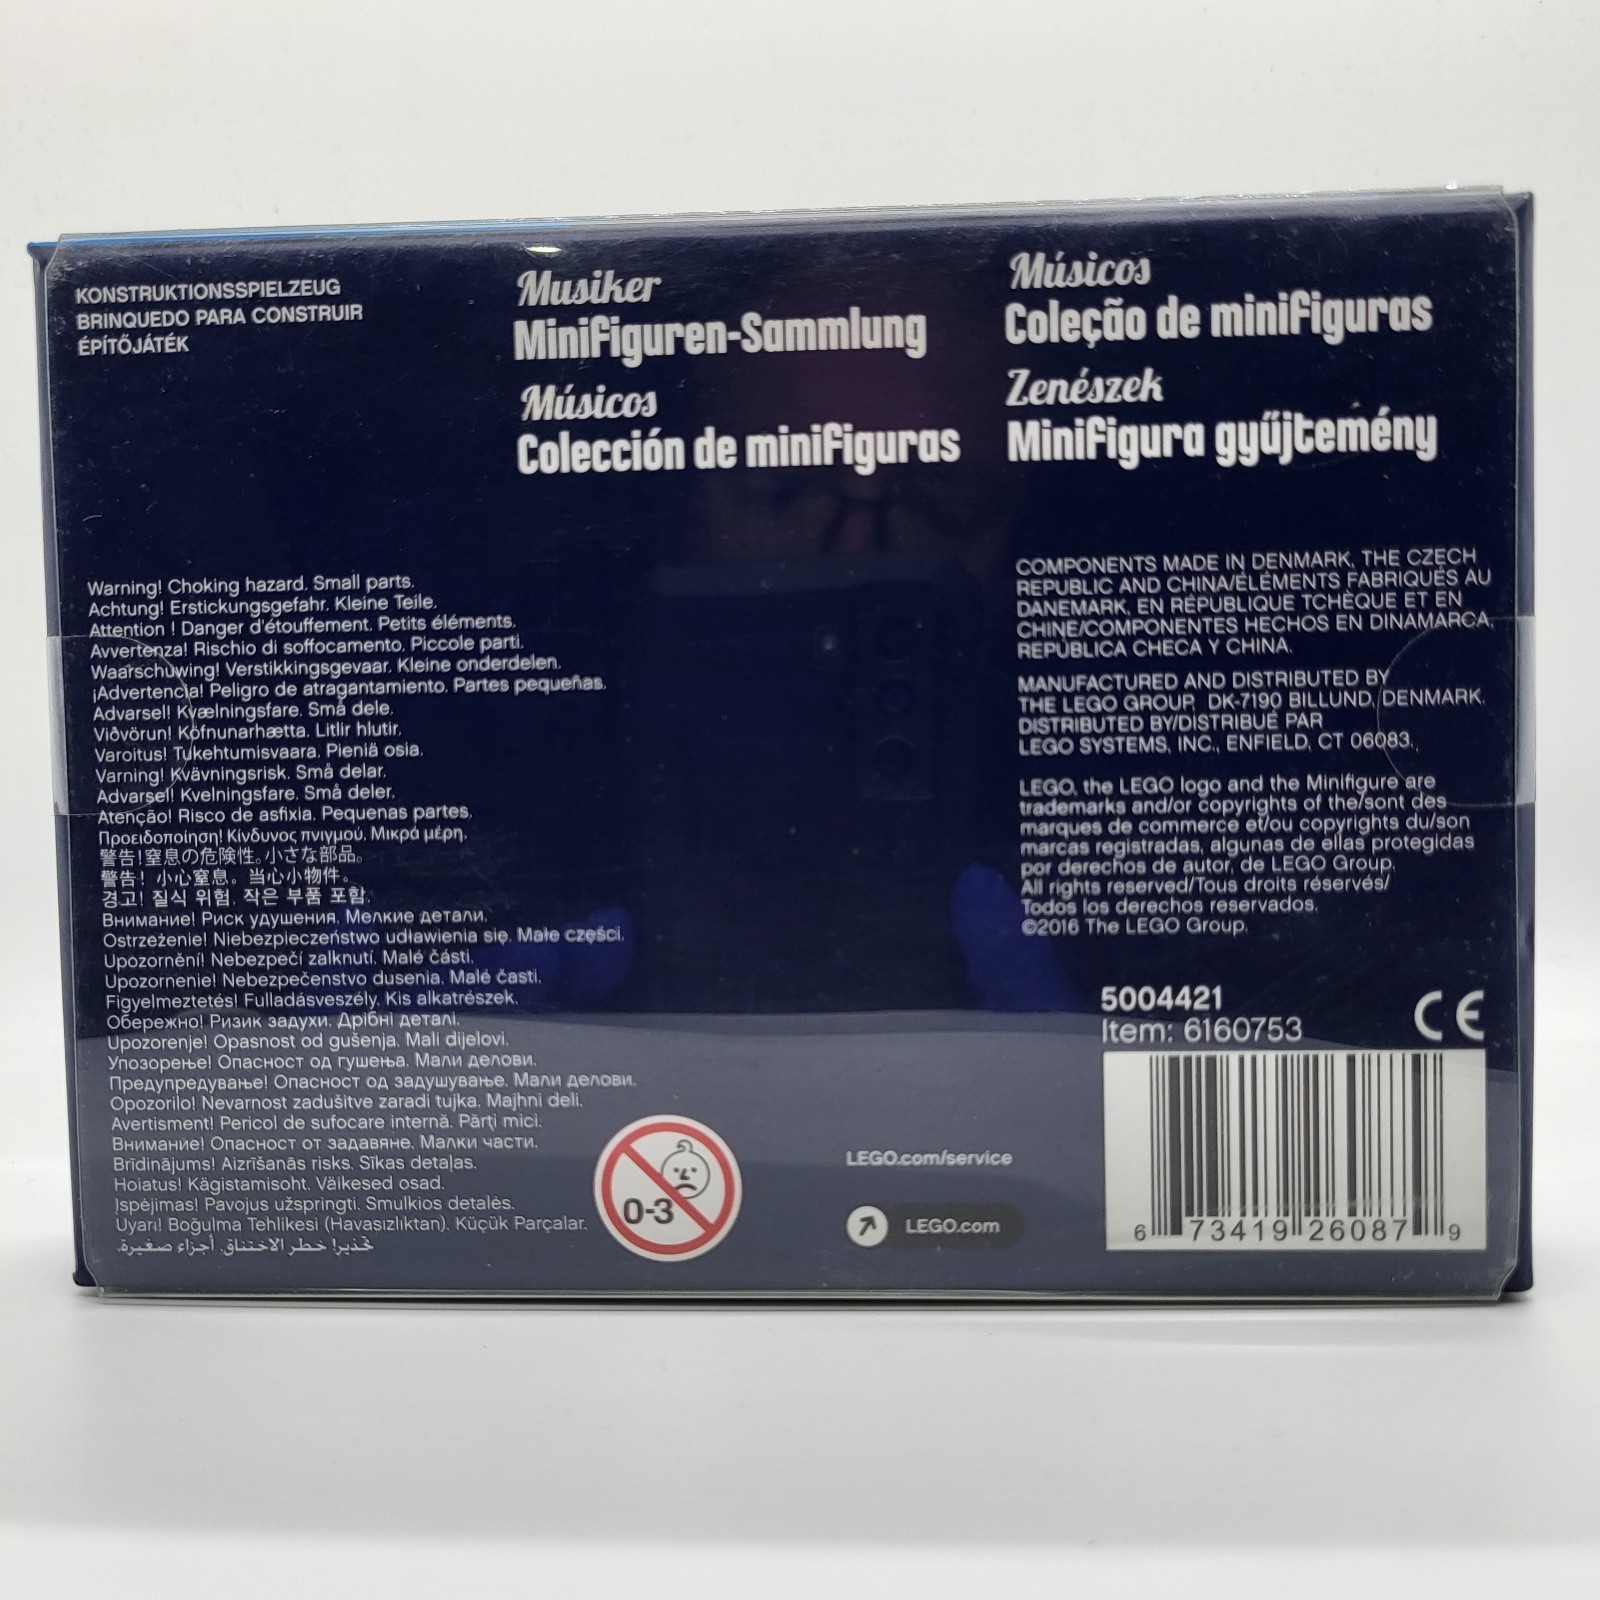 KONSTRUKTIONSSPIELZEUG
BRINQUEDO PARA CONSTRUIR
ÉPÍTŐJÁTÉK
Musiker
Minifiguren-Sammlung
Músicos
Colección de minifiguras
Músicos
Coleção de minifiguras
Zenészek
Minifigura gyűjtemény
Warning! Choking hazard. Small parts.
Achtung! Erstickungsgefahr. Kleine Teile.
Attention ! Danger d'étouffement. Petits éléments.
Avvertenza! Rischio di soffocamento. Piccole parti.
Waarschuwing! Verstikkingsgevaar. Kleine onderdelen.
¡Advertencia! Peligro de atragantamiento. Partes pequeñas.
Advarsel! Kvælningsfare. Små dele.
Viðvörun! Köfnunarhætta. Litlir hlutir.
Varoitus! Tukehtumisvaara. Pieniä osia.
Varning! Kvävningsrisk. Små delar.
Advarsel! Kvelningsfare. Små deler.
Atenção! Risco de asfixia. Pequenas partes.
Προειδοποίηση! Κίνδυνος πνιγμού. Μικρά μέρη.
警告!窒息の危険性。小さな部品。
警告! 小心窒息。当心小物件。
경고! 질식 위험. 작은 부품 포함.
Внимание! Риск удушения. Мелкие детали.
Ostrzeżenie! Niebezpieczeństwo udławienia się. Małe części.
Upozornění! Nebezpečí zalknutí. Malé části.
Upozornenie! Nebezpečenstvo dusenia. Malé časti.
Figyelmeztetés! Fulladásveszély. Kis alkatrészek.
Обережно! Ризик задухи. Дрібні деталі.
Upozorenje! Opasnost od gušenja. Mali dijelovi.
Упозорење! Опасност од гушења. Мали делови.
Предупредување! Опасност од задушување. Мали делови.
Opozorilo! Nevarnost zadušitve zaradi tujka. Majhni deli.
Avertisment! Pericol de sufocare internă. Părţi mici.
Внимание! Опасност от задавяне. Малки части.
Brīdinājums! Aizrīšanās risks. Sīkas detaļas.
Hoiatus! Kägistamisoht. Väikesed osad.
Įspėjimas! Pavojus užspringti. Smulkios detalės.
Uyarı! Boğulma Tehlikesi (Havasızlıktan). Küçük Parçalar.
تحذير! خطر الاختناق. أجزاء صغيرة.
0-3
COMPONENTS MADE IN DENMARK, THE CZECH
REPUBLIC AND CHINA/ÉLÉMENTS FABRIQUÉS AU
DANEMARK, EN RÉPUBLIQUE TCHÈQUE ET EN
CHINE/COMPONENTES HECHOS EN DINAMARCA,
REPÚBLICA CHECA Y CHINA.
MANUFACTURED AND DISTRIBUTED BY
THE LEGO GROUP, DK-7190 BILLUND, DENMARK.
DISTRIBUTED BY/DISTRIBUÉ PAR
LEGO SYSTEMS, INC., ENFIELD, CT 06083.
LEGO, the LEGO logo and the Minifigure are
trademarks and/or copyrights of the/sont des
marques de commerce et/ou copyrights du/son
marcas registradas, algunas de ellas protegidas
por derechos de autor, de LEGO Group.
All rights reserved/Tous droits réservés/
Todos los derechos reservados.
©2016 The LEGO Group.
5004421
Item: 6160753
CE
6 73419 26087 9
LEGO.com/service
LEGO.com